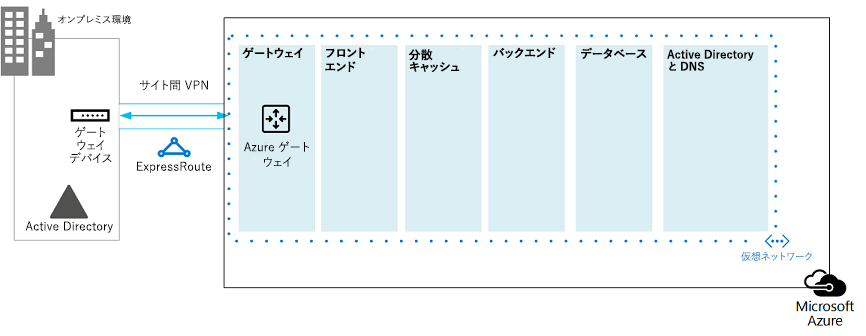 オンプレミス環境
ゲート
ウェイ
デバイス
Active Directory
サイト間 VPN
ExpressRoute
ゲートウェイ
Azure ゲート
ウェイ
フロント
エンド
分散
キャッシュ
バックエンド
データベース
Active Directory
と DNS
仮想ネットワーク
Microsoft
Azure